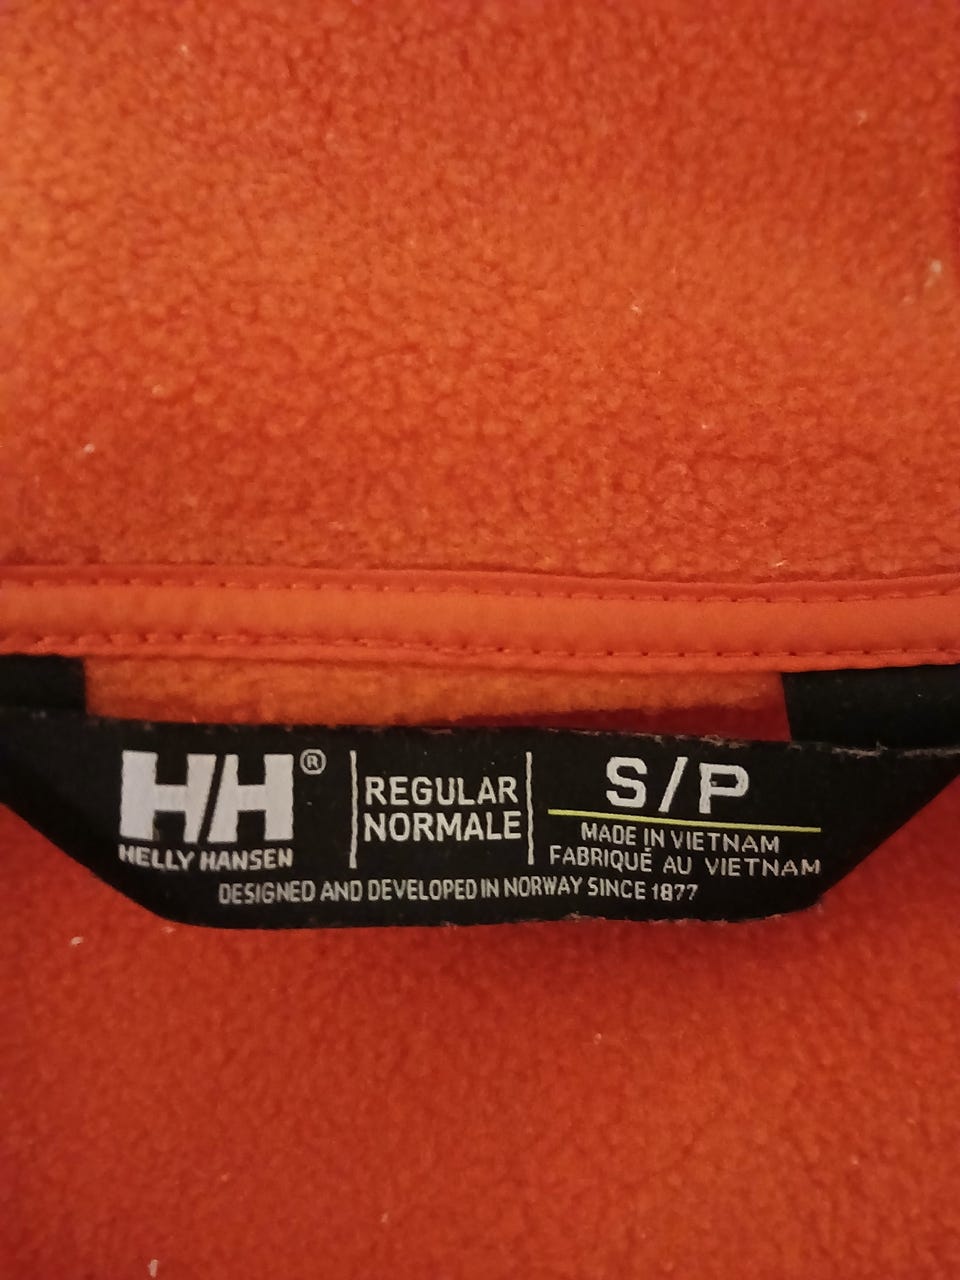 HH®
HELLY HANSEN
REGULAR
NORMALE
S/P
MADE IN VIETNAM
FABRIQUÉ AU VIETNAM
DESIGNED AND DEVELOPED IN NORWAY SINCE 1877